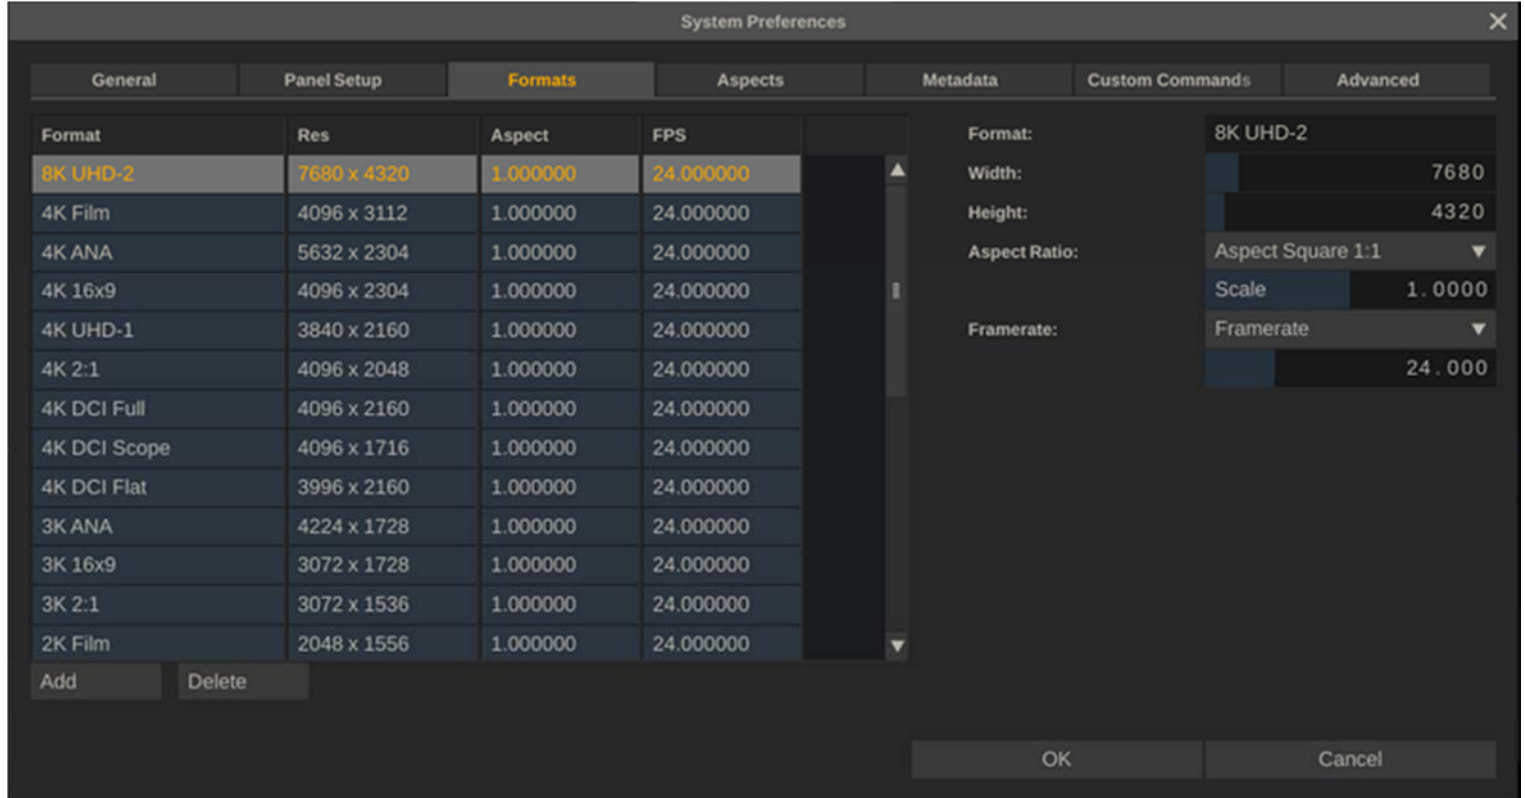 System Preferences
General Panel Setup Formats Aspects Metadata Custom Commands Advanced
Format Res Aspect FPS
8K UHD-2 7680 x 4320 1.000000 24.000000
4K Film 4096 x 3112 1.000000 24.000000
4K ANA 5632 x 2304 1.000000 24.000000
4K 16x9 4096 x 2304 1.000000 24.000000
4K UHD-1 3840 x 2160 1.000000 24.000000
4K 2:1 4096 x 2048 1.000000 24.000000
4K DCI Full 4096 x 2160 1.000000 24.000000
4K DCI Scope 4096 x 1716 1.000000 24.000000
4K DCI Flat 3996 x 2160 1.000000 24.000000
3K ANA 4224 x 1728 1.000000 24.000000
3K 16x9 3072 x 1728 1.000000 24.000000
3K 2:1 3072 x 1536 1.000000 24.000000
2K Film 2048 x 1556 1.000000 24.000000
Add Delete
Format: 8K UHD-2
Width: 7680
Height: 4320
Aspect Ratio: Aspect Square 1:1
Scale 1.0000
Framerate: Framerate
24.000
OK Cancel